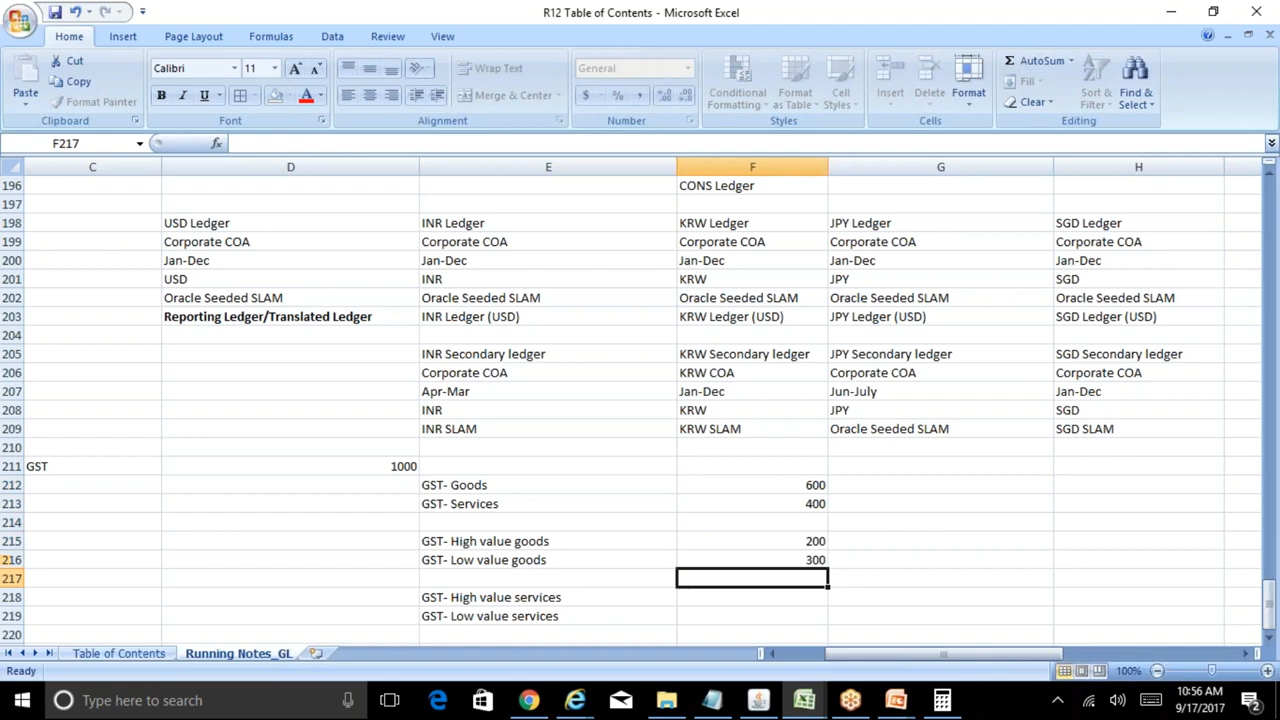 R12 Table of Contents - Microsoft Excel
Home Insert Page Layout Formulas Data Review View
Paste Cut Copy Format Painter Clipboard
Calibri 11 A A B I U A Font
Wrap Text Merge & Center Alignment
General $ % , Number
Conditional Formatting Format as Table Cell Styles Styles
Insert Delete Format Cells
Σ AutoSum Fill Clear Sort & Filter Find & Select Editing
F217 fx
C D E F G H
196 CONS Ledger
197
198 USD Ledger INR Ledger KRW Ledger JPY Ledger SGD Ledger
199 Corporate COA Corporate COA Corporate COA Corporate COA Corporate COA
200 Jan-Dec Jan-Dec Jan-Dec Jan-Dec Jan-Dec
201 USD INR KRW JPY SGD
202 Oracle Seeded SLAM Oracle Seeded SLAM Oracle Seeded SLAM Oracle Seeded SLAM Oracle Seeded SLAM
203 Reporting Ledger/Translated Ledger INR Ledger (USD) KRW Ledger (USD) JPY Ledger (USD) SGD Ledger (USD)
204
205 INR Secondary ledger KRW Secondary ledger JPY Secondary ledger SGD Secondary ledger
206 Corporate COA KRW COA Corporate COA Corporate COA
207 Apr-Mar Jan-Dec Jun-July Jan-Dec
208 INR KRW JPY SGD
209 INR SLAM KRW SLAM Oracle Seeded SLAM SGD SLAM
210
211 GST 1000
212 GST- Goods 600
213 GST- Services 400
214
215 GST- High value goods 200
216 GST- Low value goods 300
217
218 GST- High value services
219 GST- Low value services
220
Table of Contents Running Notes_GL
Ready 100%
Type here to search
10:56 AM
9/17/2017
2